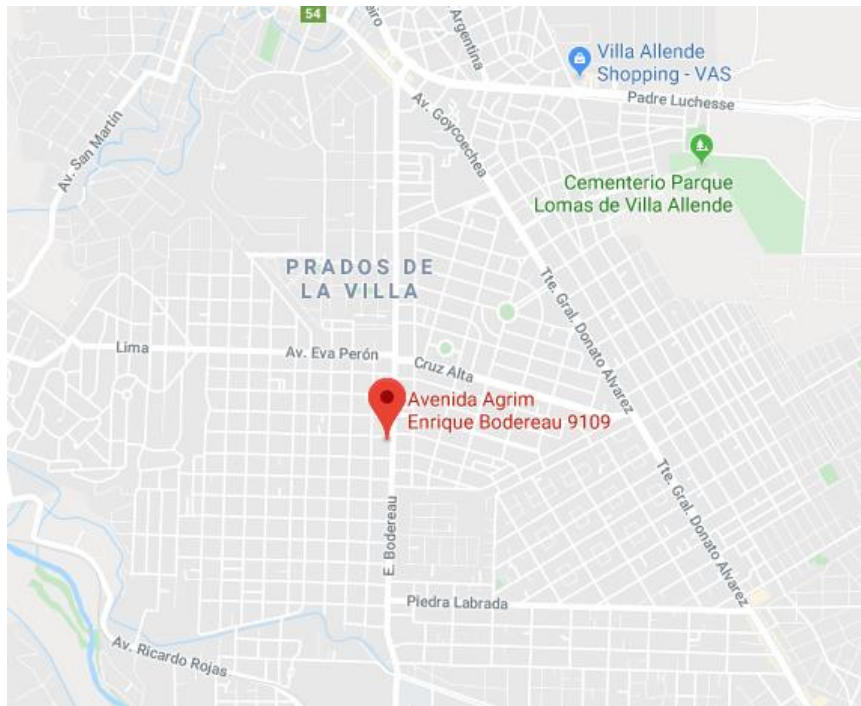 54
eiro
Argentina
Villa Allende
Shopping - VAS
Padre Luchesse
Av. San Martín
Av. Goycoechea
Cementerio Parque
Lomas de Villa Allende
PRADOS DE
LA VILLA
Tte. Gral. Donato Alvarez
Lima
Av. Eva Perón
Cruz Alta
Avenida Agrim
Enrique Bodereau 9109
Tte. Gral. Donato Alvarez
E. Bodereau
Piedra Labrada
Av. Ricardo Rojas